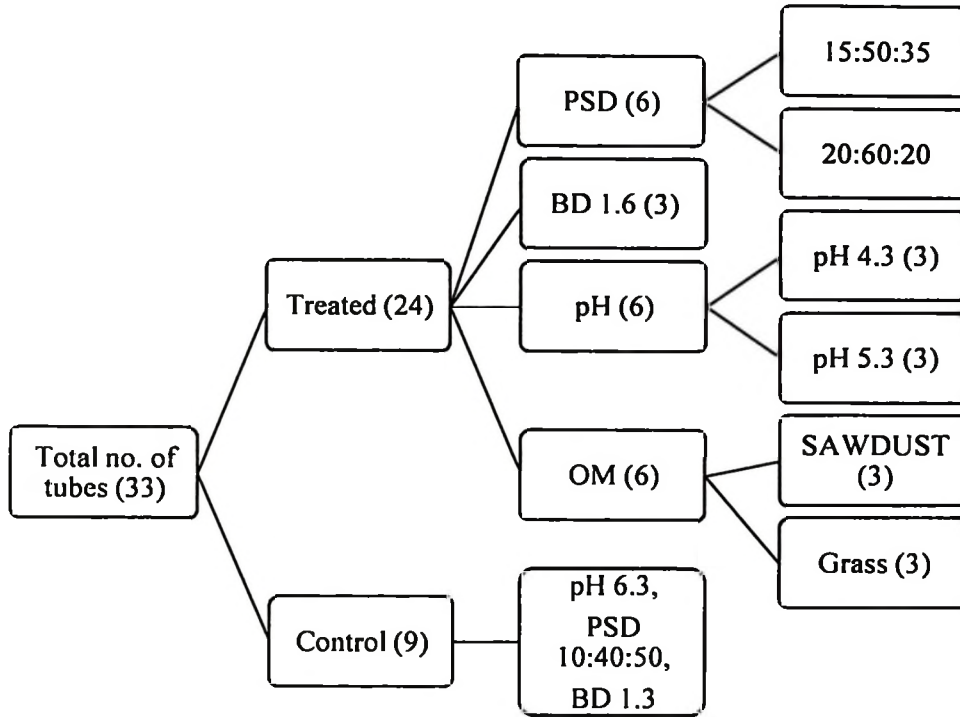 Total no. of
tubes (33)
Treated (24)
Control (9)
PSD (6)
BD 1.6 (3)
pH (6)
OM (6)
pH 6.3,
PSD
10:40:50,
BD 1.3
15:50:35
20:60:20
pH 4.3 (3)
pH 5.3 (3)
SAWDUST
(3)
Grass (3)